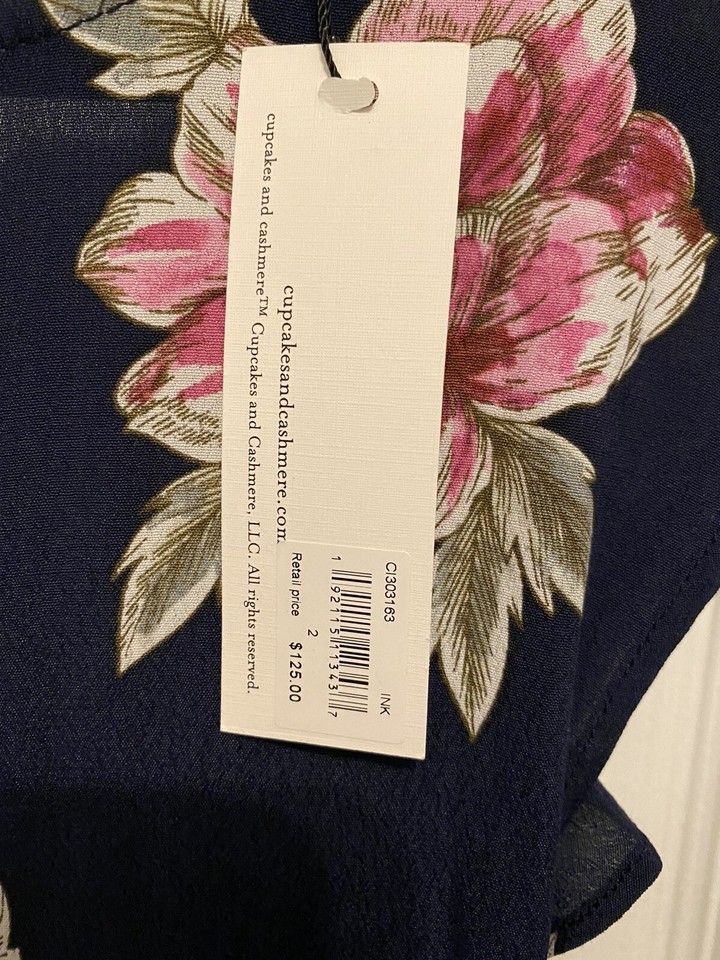 cupcakesandcashmere.com
cupcakes and cashmere™ Cupcakes and Cashmere, LLC. All rights reserved.
CI303163 INK
1 92115 11343 7
2
Retail price $125.00